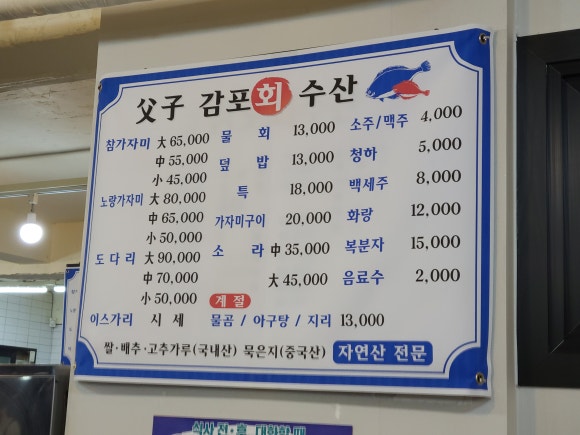 父子 감포 회 수산
참가자미 大 65,000 물 회 13,000 소주/맥주 4,000
中 55,000 덮 밥 13,000 청하 5,000
小 45,000 특 18,000 백세주 8,000
노랑가자미 大 80,000
中 65,000 가자미구이 20,000 화랑 12,000
小 50,000
도다리 大 90,000 소 라 中 35,000 복분자 15,000
中 70,000 大 45,000 음료수 2,000
小 50,000 계절
이스가리 시 세 물곰 / 아구탕 / 지리 13,000
쌀·배추·고추가루(국내산) 묵은지(중국산) 자연산 전문